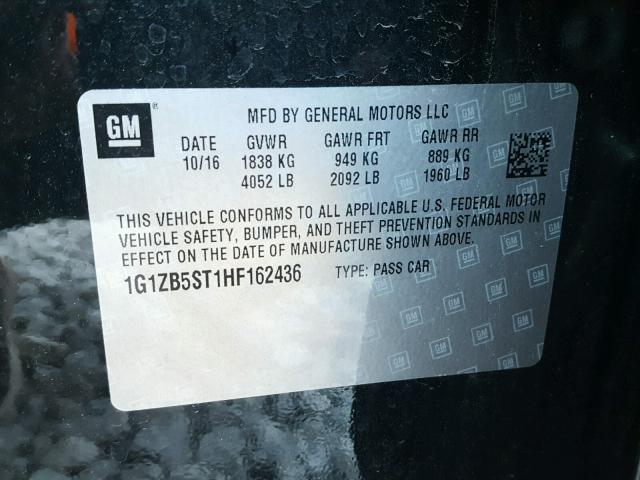 GM ® MFD BY GENERAL MOTORS LLC
DATE GVWR GAWR FRT GAWR RR
10/16 1838 KG 949 KG 889 KG
4052 LB 2092 LB 1960 LB
THIS VEHICLE CONFORMS TO ALL APPLICABLE U.S. FEDERAL MOTOR
VEHICLE SAFETY, BUMPER, AND THEFT PREVENTION STANDARDS IN
EFFECT ON THE DATE OF MANUFACTURE SHOWN ABOVE.
1G1ZB5ST1HF162436 TYPE: PASS CAR